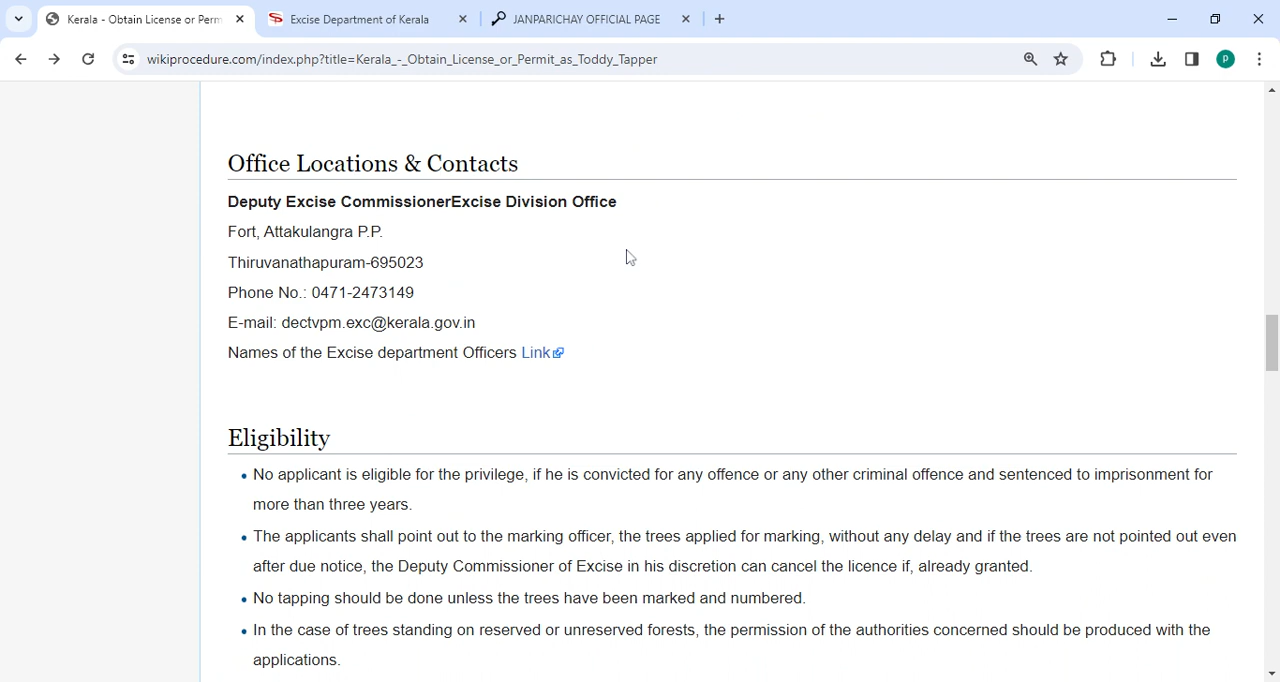 Kerala - Obtain License or Perm
Excise Department of Kerala
JANPARICHAY OFFICIAL PAGE
wikiprocedure.com/index.php?title=Kerala_-_Obtain_License_or_Permit_as_Toddy_Tapper
P
Office Locations & Contacts
Deputy Excise CommissionerExcise Division Office
Fort, Attakulangra P.P.
Thiruvanathapuram-695023
Phone No.: 0471-2473149
E-mail: dectvpm.exc@kerala.gov.in
Names of the Excise department Officers Link
Eligibility
No applicant is eligible for the privilege, if he is convicted for any offence or any other criminal offence and sentenced to imprisonment for
more than three years.
The applicants shall point out to the marking officer, the trees applied for marking, without any delay and if the trees are not pointed out even
after due notice, the Deputy Commissioner of Excise in his discretion can cancel the licence if, already granted.
No tapping should be done unless the trees have been marked and numbered.
In the case of trees standing on reserved or unreserved forests, the permission of the authorities concerned should be produced with the
applications.